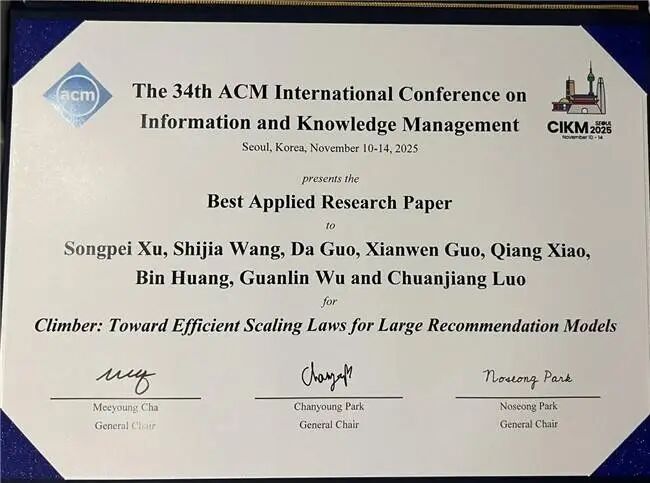 acm
The 34th ACM International Conference on
Information and Knowledge Management
Seoul, Korea, November 10-14, 2025
CIKM SEOUL 2025
November 10 - 14
presents the
Best Applied Research Paper
to
Songpei Xu, Shijia Wang, Da Guo, Xianwen Guo, Qiang Xiao,
Bin Huang, Guanlin Wu and Chuanjiang Luo
for
Climber: Toward Efficient Scaling Laws for Large Recommendation Models
Noseong Park
Meeyoung Cha
General Chair
Chanyoung Park
General Chair
Noseong Park
General Chair